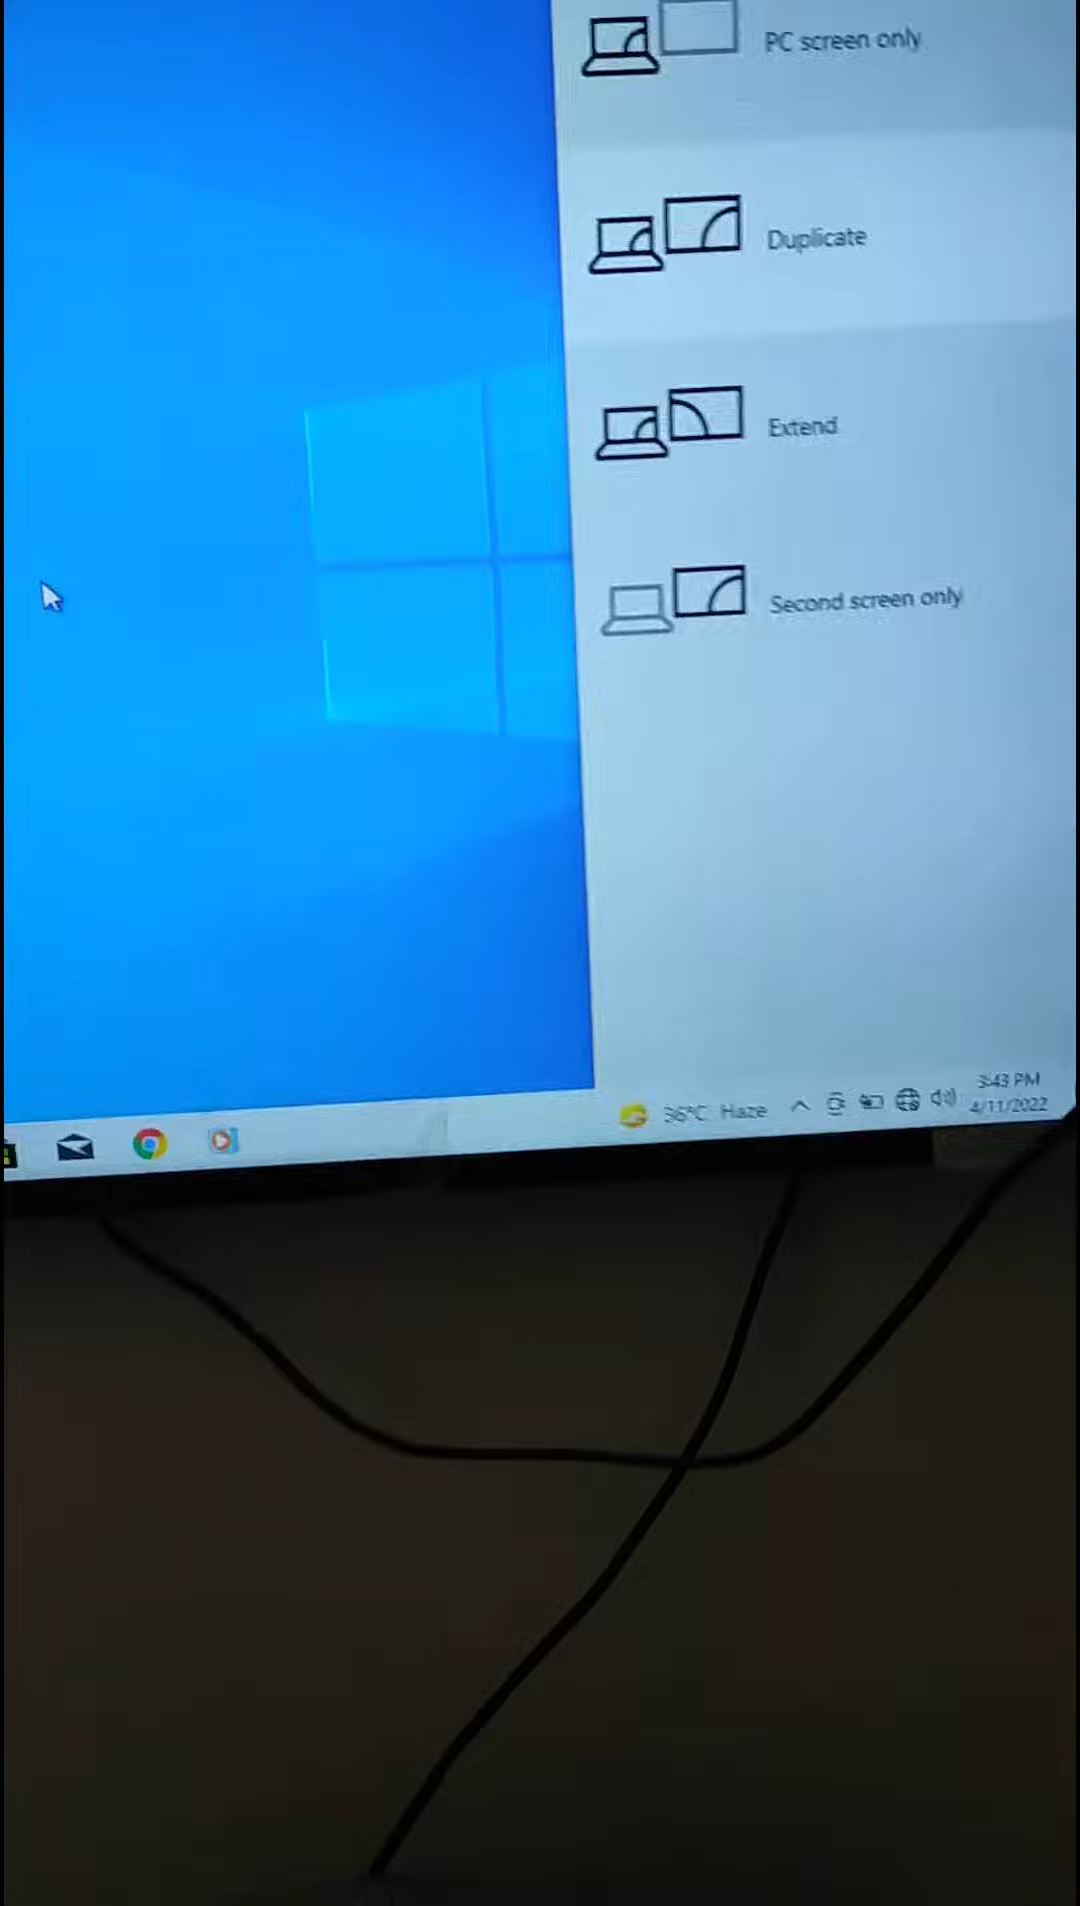 PC screen only
Duplicate
Extend
Second screen only
36°C Haze
3:43 PM
4/11/2022